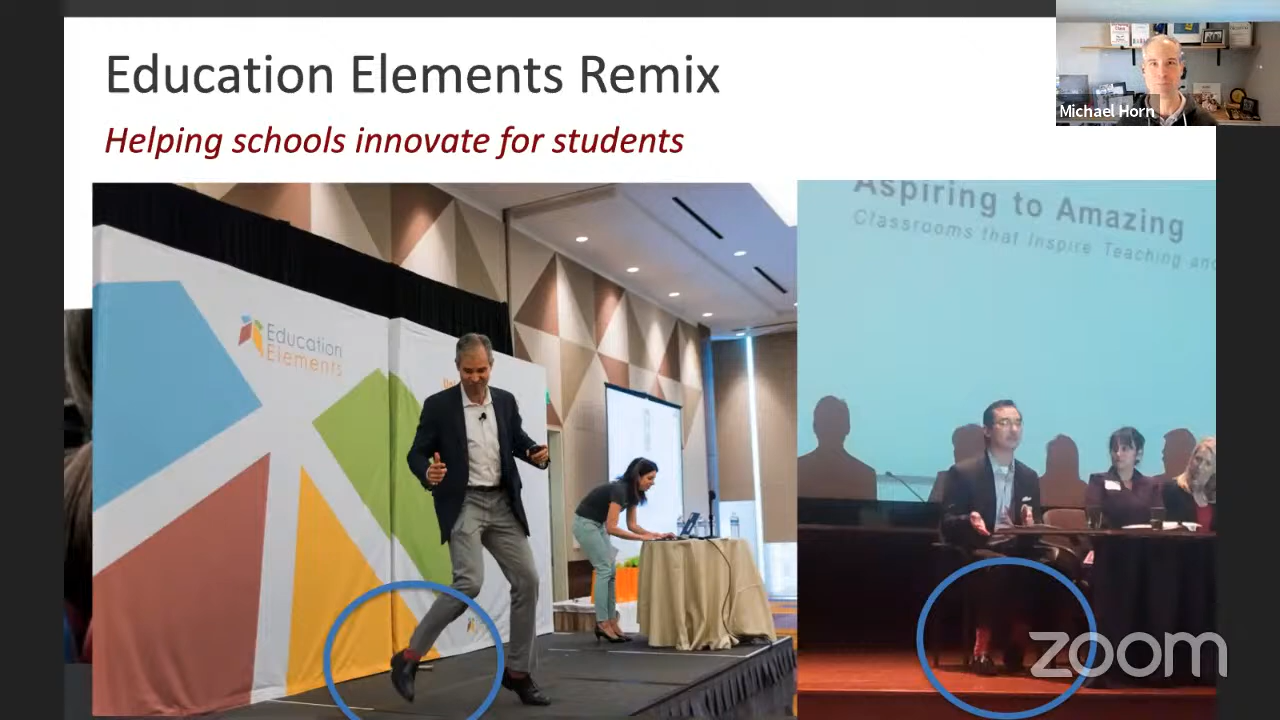 Education Elements Remix
Helping schools innovate for students
Michael Horn
Education
Elements
Aspiring to Amazing
Classrooms that Inspire Teaching and
zoom